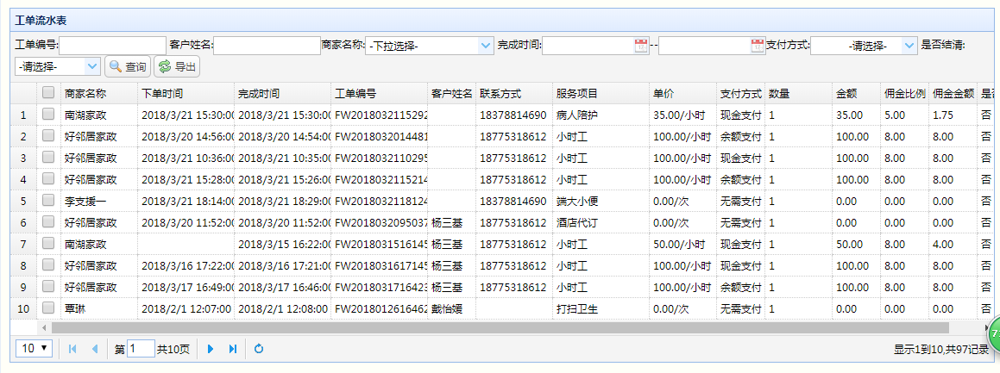 工单流水表
工单编号: 客户姓名: 商家名称: -下拉选择- 完成时间: -- 支付方式: -请选择- 是否结清:
-请选择- 查询 导出
商家名称 下单时间 完成时间 工单编号 客户姓名 联系方式 服务项目 单价 支付方式 数量 金额 佣金比例 佣金金额 是否
1 南湖家政 2018/3/21 15:30:00 2018/3/21 15:30:00 FW2018032115292 18378814690 病人陪护 35.00/小时 现金支付 1 35.00 5.00 1.75 否
2 好邻居家政 2018/3/20 14:56:00 2018/3/20 14:54:00 FW2018032014481 18775318612 小时工 100.00/小时 余额支付 1 100.00 8.00 8.00 否
3 好邻居家政 2018/3/21 10:36:00 2018/3/21 10:35:00 FW2018032110295 18775318612 小时工 100.00/小时 现金支付 1 100.00 8.00 8.00 否
4 好邻居家政 2018/3/21 15:28:00 2018/3/21 15:26:00 FW2018032115214 18775318612 小时工 100.00/小时 余额支付 1 100.00 8.00 8.00 否
5 李支援一 2018/3/21 18:14:00 2018/3/21 18:29:00 FW2018032118124 18378814690 端大小便 0.00/次 无需支付 1 0.00 0.00 0.00 否
6 好邻居家政 2018/3/20 11:52:00 2018/3/20 11:52:00 FW2018032095037 杨三基 18775318612 酒店代订 0.00/次 无需支付 1 0.00 0.00 0.00 否
7 南湖家政 2018/3/15 16:22:00 FW2018031516145 杨三基 18775318612 小时工 50.00/小时 现金支付 1 50.00 8.00 4.00 否
8 好邻居家政 2018/3/16 17:22:00 2018/3/16 17:21:00 FW2018031617145 杨三基 18775318612 小时工 100.00/小时 现金支付 1 100.00 8.00 8.00 否
9 好邻居家政 2018/3/17 16:49:00 2018/3/17 16:46:00 FW2018031716423 杨三基 18775318612 小时工 100.00/小时 余额支付 1 100.00 8.00 8.00 否
10 覃琳 2018/2/1 12:07:00 2018/2/1 12:08:00 FW2018012616462 戴怡媛 打扫卫生 0.00/次 无需支付 1 0.00 0.00 0.00 否
10 第 1 共10页 显示1到10,共97记录